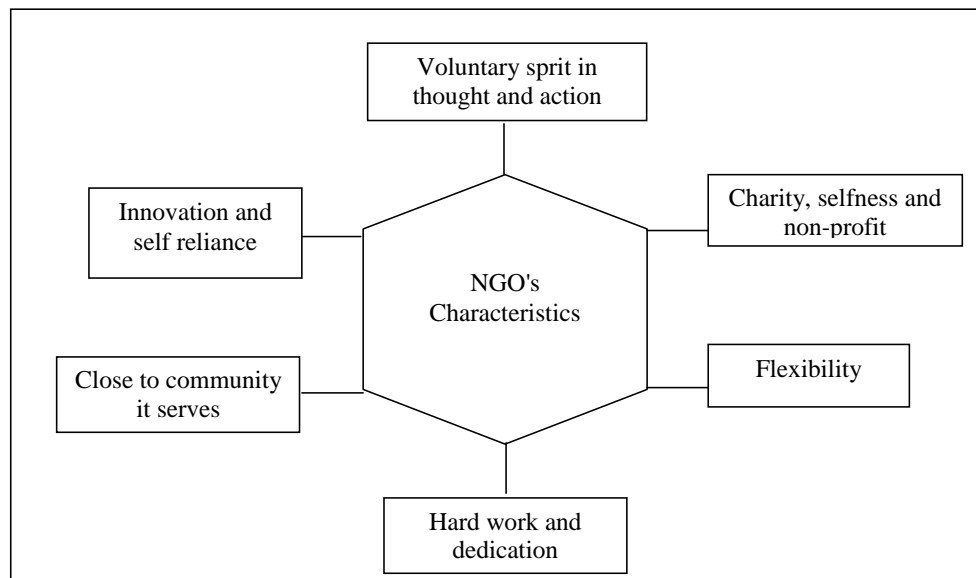 Voluntary sprit in
thought and action
Innovation and
self reliance
Charity, selfness and
non-profit
NGO's
Characteristics
Close to community
it serves
Flexibility
Hard work and
dedication